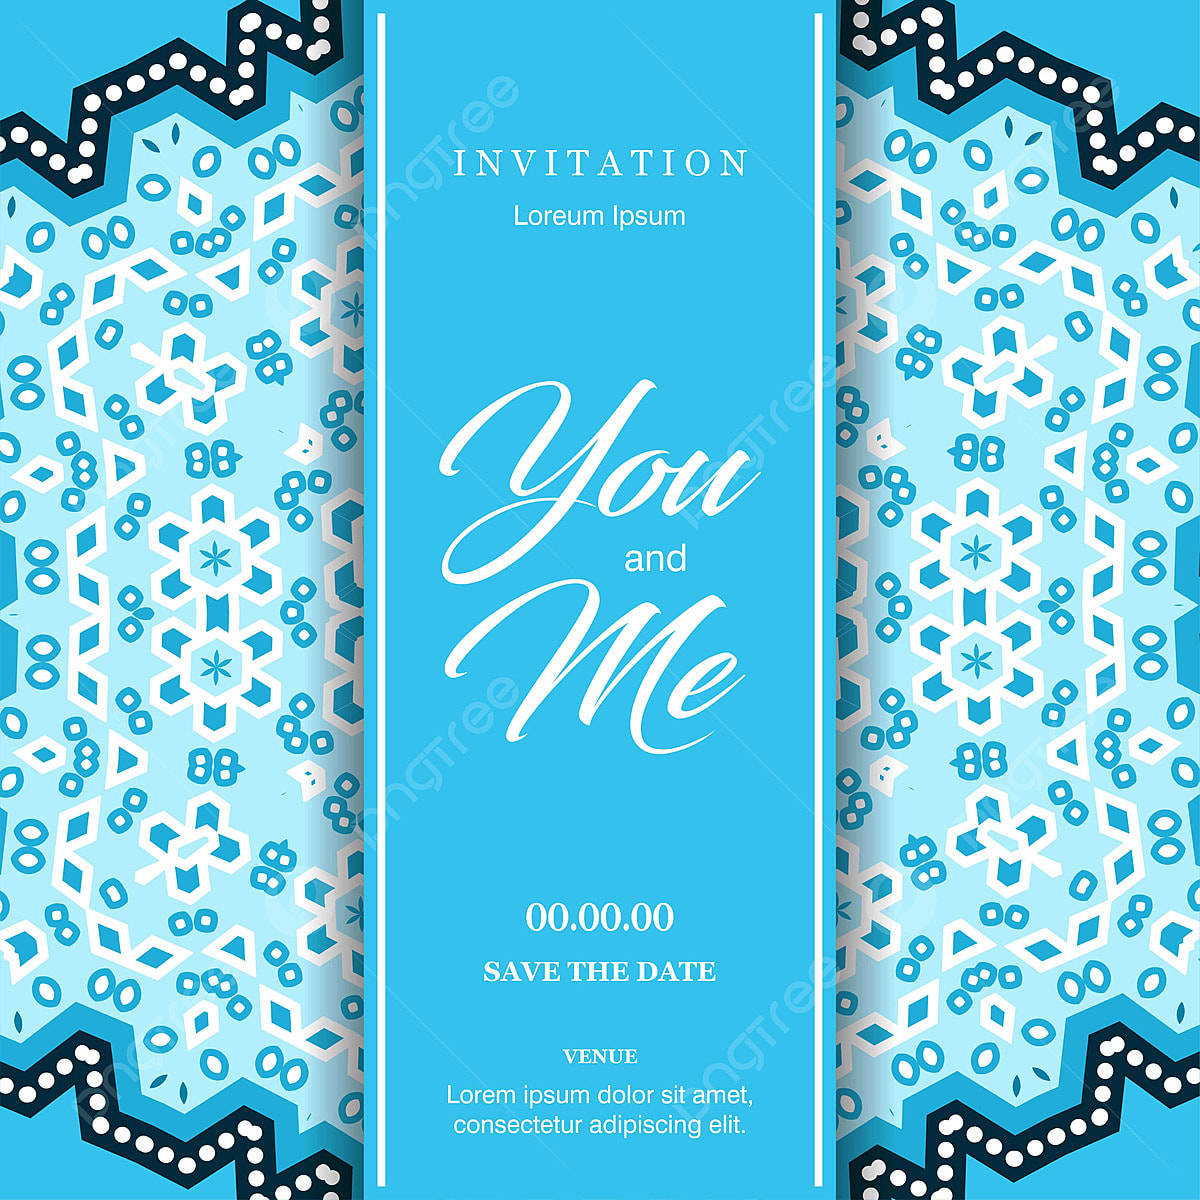 INVITATION
Loreum Ipsum
You
and
Me
00.00.00
SAVE THE DATE
VENUE
Lorem ipsum dolor sit amet,
consectetur adipiscing elit.
pngtree